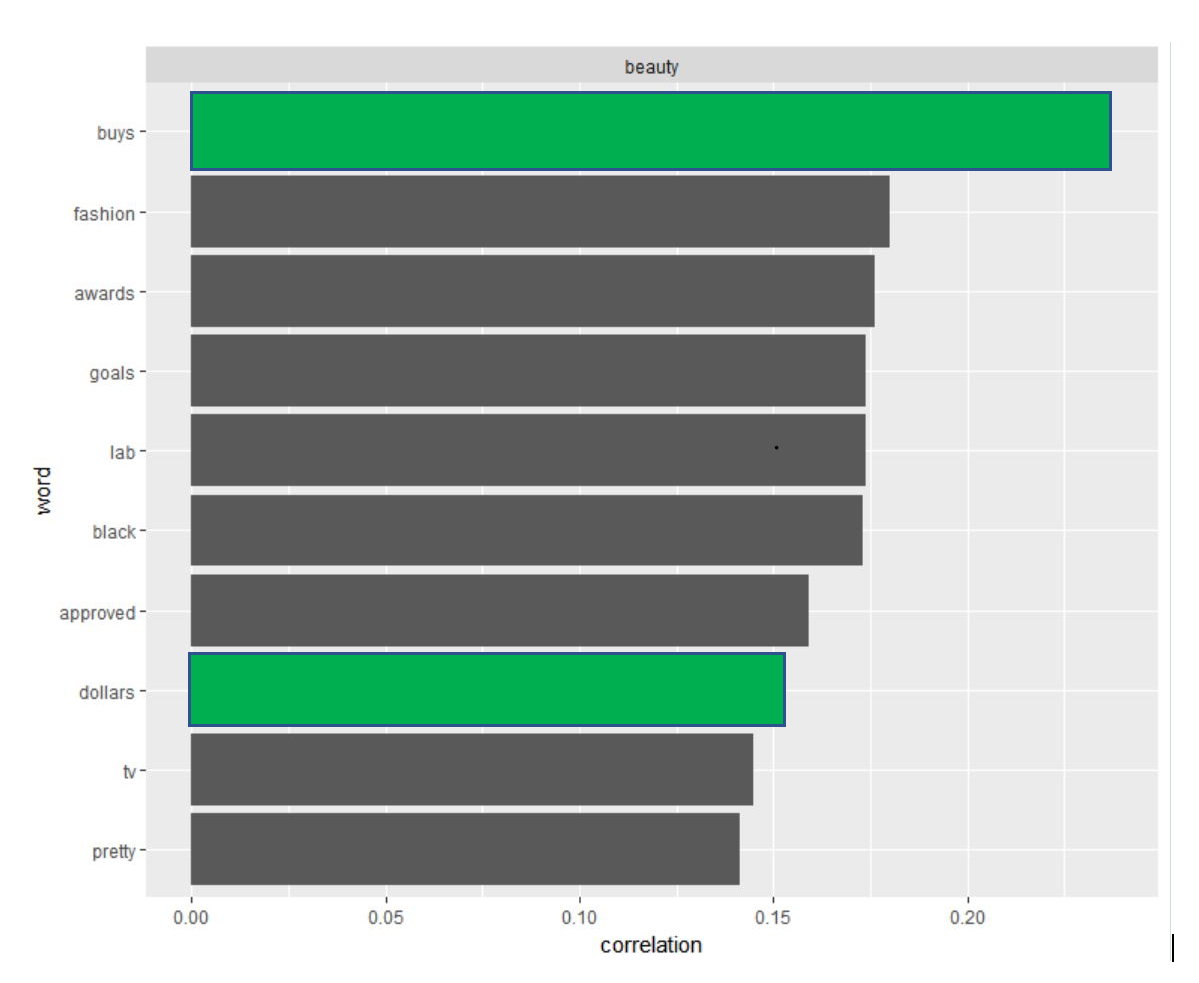 beauty
buys
fashion
awards
goals
lab
black
approved
dollars
tv
pretty
word
0.00 0.05 0.10 0.15 0.20
correlation